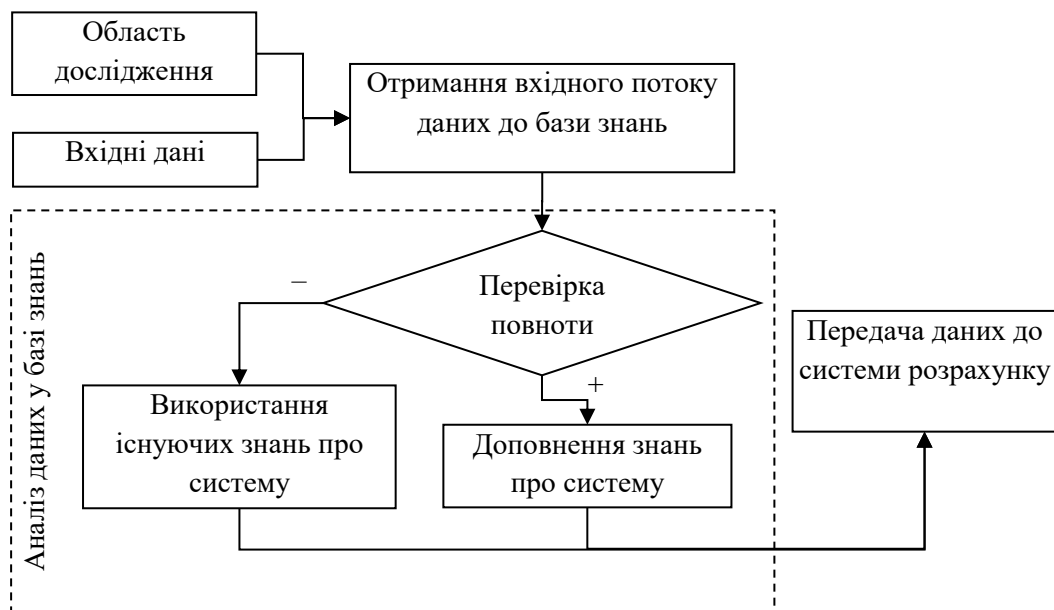 Область
дослідження
Вхідні дані
Отримання вхідного потоку
даних до бази знань
Аналіз даних у базі знань
Перевірка
повноти
–
+
Використання
існуючих знань про
систему
Доповнення знань
про систему
Передача даних до
системи розрахунку